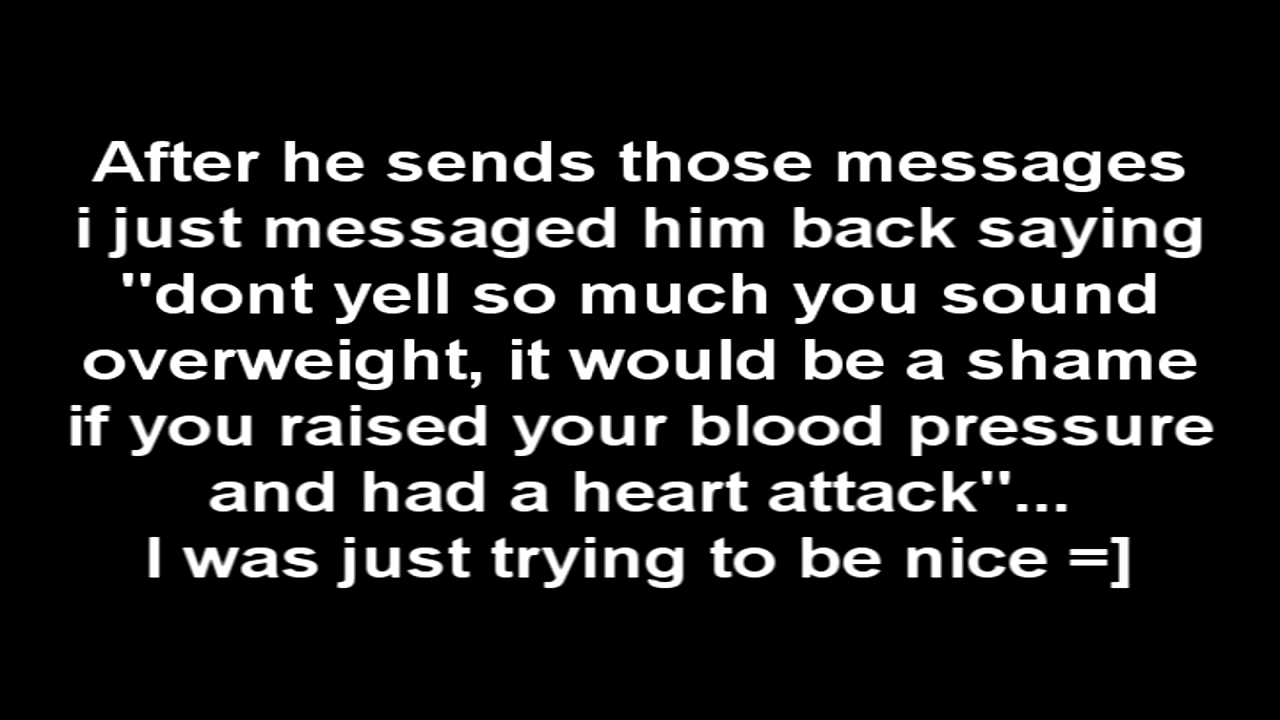 After he sends those messages
i just messaged him back saying
"dont yell so much you sound
overweight, it would be a shame
if you raised your blood pressure
and had a heart attack"...
I was just trying to be nice =]